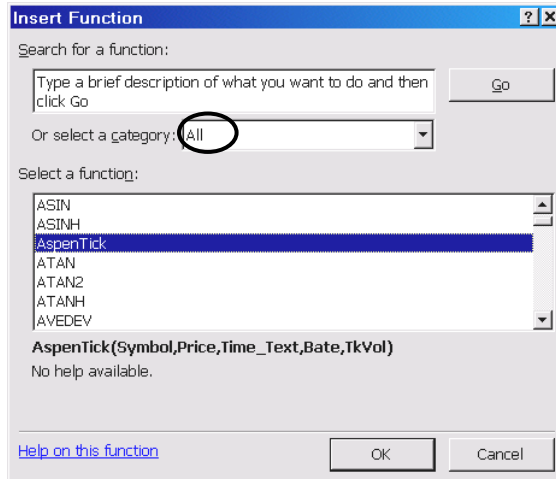 Insert Function
Search for a function:
Type a brief description of what you want to do and then
click Go
Go
Or select a category: All
Select a function:
ASIN
ASINH
AspenTick
ATAN
ATAN2
ATANH
AVEDEV
AspenTick(Symbol,Price,Time_Text,Bate,TkVol)
No help available.
Help on this function
OK
Cancel